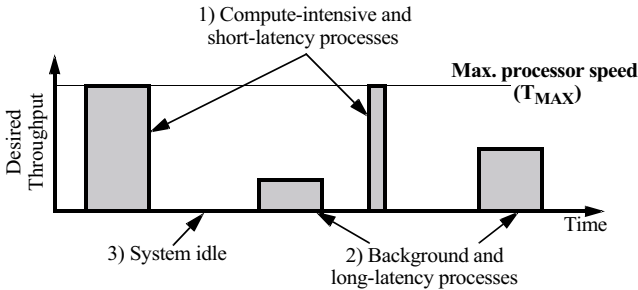 1) Compute-intensive and
short-latency processes
Max. processor speed
(TMAX)
Desired
Throughput
Time
3) System idle
2) Background and
long-latency processes